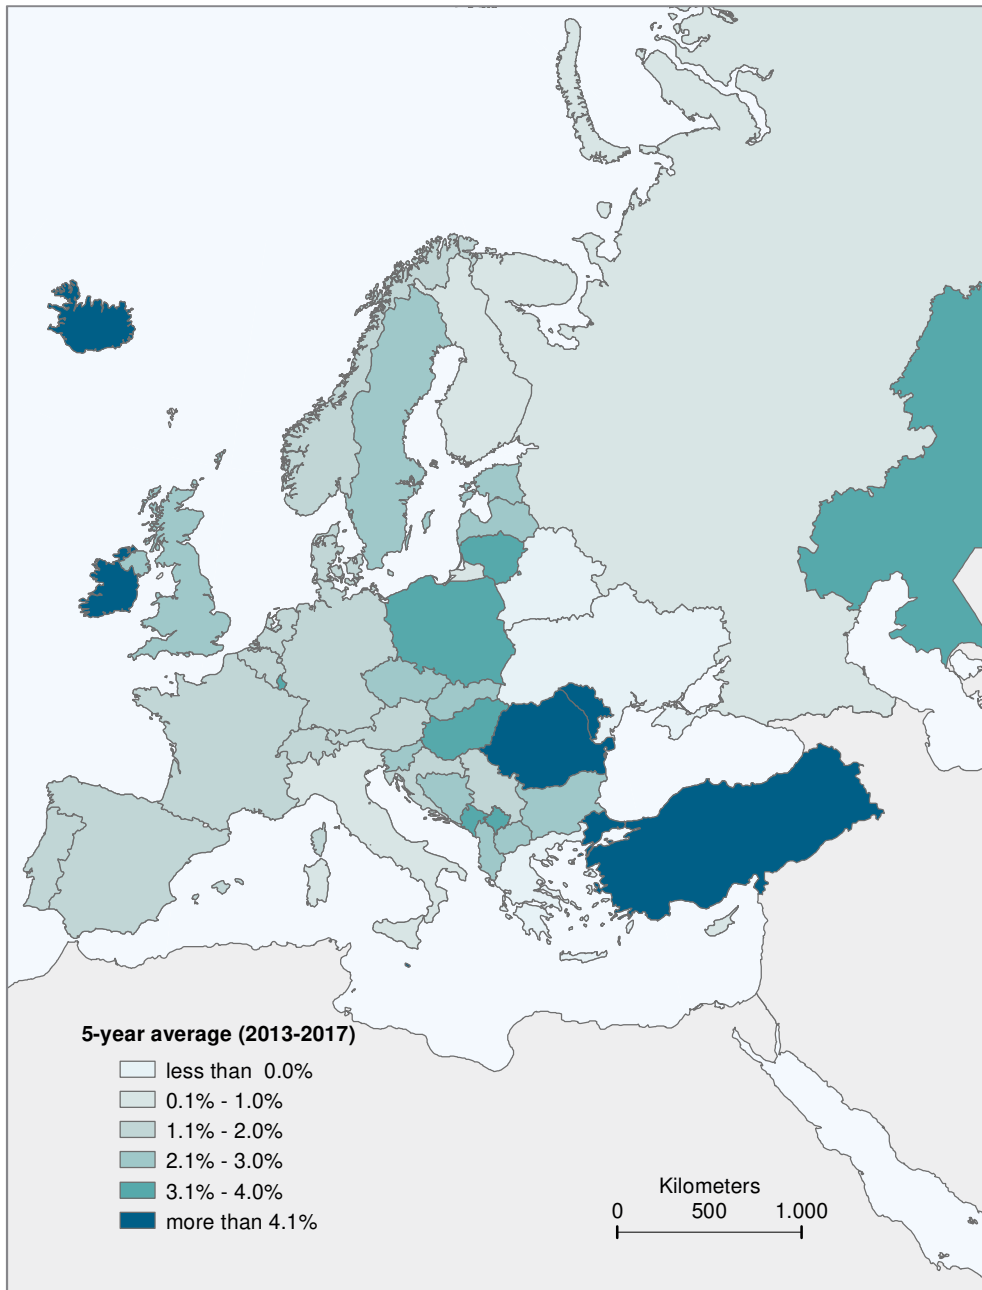 5-year average (2013-2017)
less than 0.0%
0.1% - 1.0%
1.1% - 2.0%
2.1% - 3.0%
3.1% - 4.0%
more than 4.1%
Kilometers
0 500 1.000